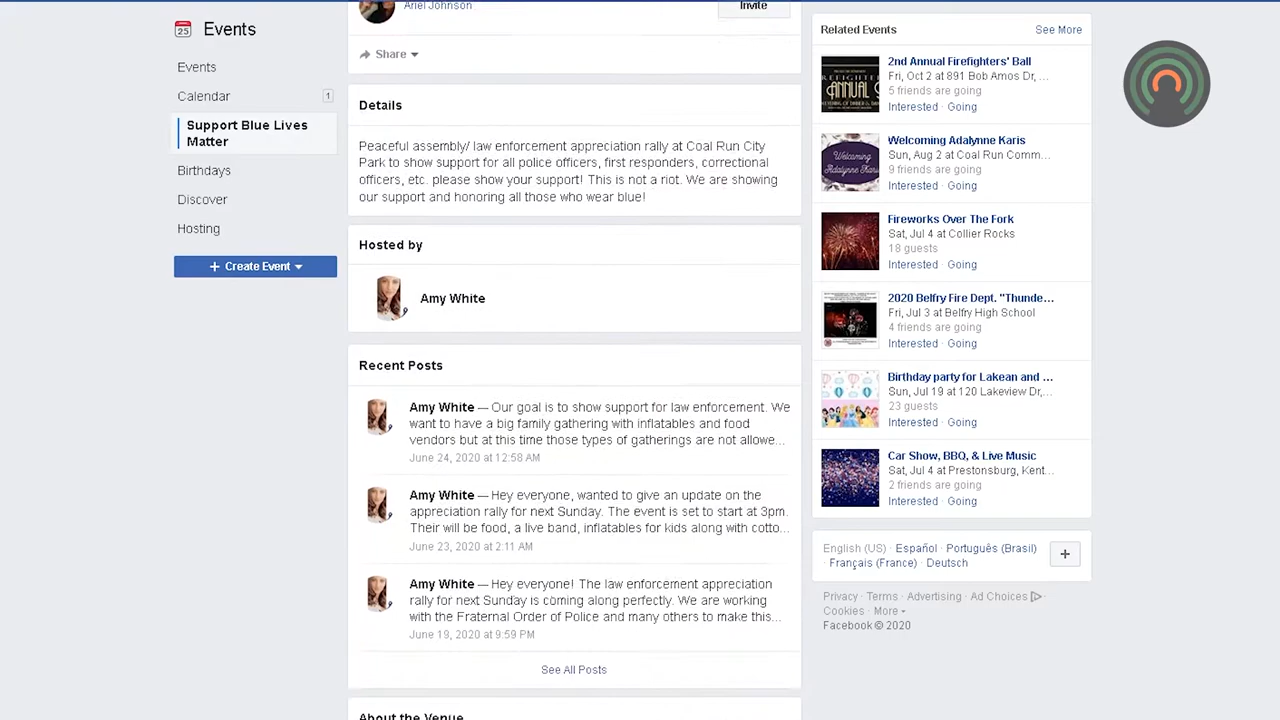 25
Events
Events
Calendar
1
Support Blue Lives
Matter
Birthdays
Discover
Hosting
+ Create Event
Ariel Johnson
Invite
Share
Details
Peaceful assembly/ law enforcement appreciation rally at Coal Run City
Park to show support for all police officers, first responders, correctional
officers, etc. please show your support! This is not a riot. We are showing
our support and honoring all those who wear blue!
Hosted by
Amy White
Recent Posts
Amy White — Our goal is to show support for law enforcement. We
want to have a big family gathering with inflatables and food
vendors but at this time those types of gatherings are not allowe...
June 24, 2020 at 12:58 AM
Amy White — Hey everyone, wanted to give an update on the
appreciation rally for next Sunday. The event is set to start at 3pm.
Their will be food, a live band, inflatables for kids along with cotto...
June 23, 2020 at 2:11 AM
Amy White — Hey everyone! The law enforcement appreciation
rally for next Sunday is coming along perfectly. We are working
with the Fraternal Order of Police and many others to make this...
June 19, 2020 at 9:59 PM
See All Posts
About the Venue
Related Events
See More
ANNUAL
2nd Annual Firefighters' Ball
Fri, Oct 2 at 891 Bob Amos Dr, ...
5 friends are going
Interested · Going
Welcoming
Adalynne Karis
Welcoming Adalynne Karis
Sun, Aug 2 at Coal Run Comm...
9 friends are going
Interested · Going
Fireworks Over The Fork
Sat, Jul 4 at Collier Rocks
18 guests
Interested · Going
2020 Belfry Fire Dept. "Thunde...
Fri, Jul 3 at Belfry High School
4 friends are going
Interested · Going
Birthday party for Lakean and ...
Sun, Jul 19 at 120 Lakeview Dr,...
23 guests
Interested · Going
Car Show, BBQ, & Live Music
Sat, Jul 4 at Prestonsburg, Kent...
2 friends are going
Interested · Going
English (US) · Español · Português (Brasil)
· Français (France) · Deutsch
+
Privacy · Terms · Advertising · Ad Choices ·
Cookies · More
Facebook © 2020